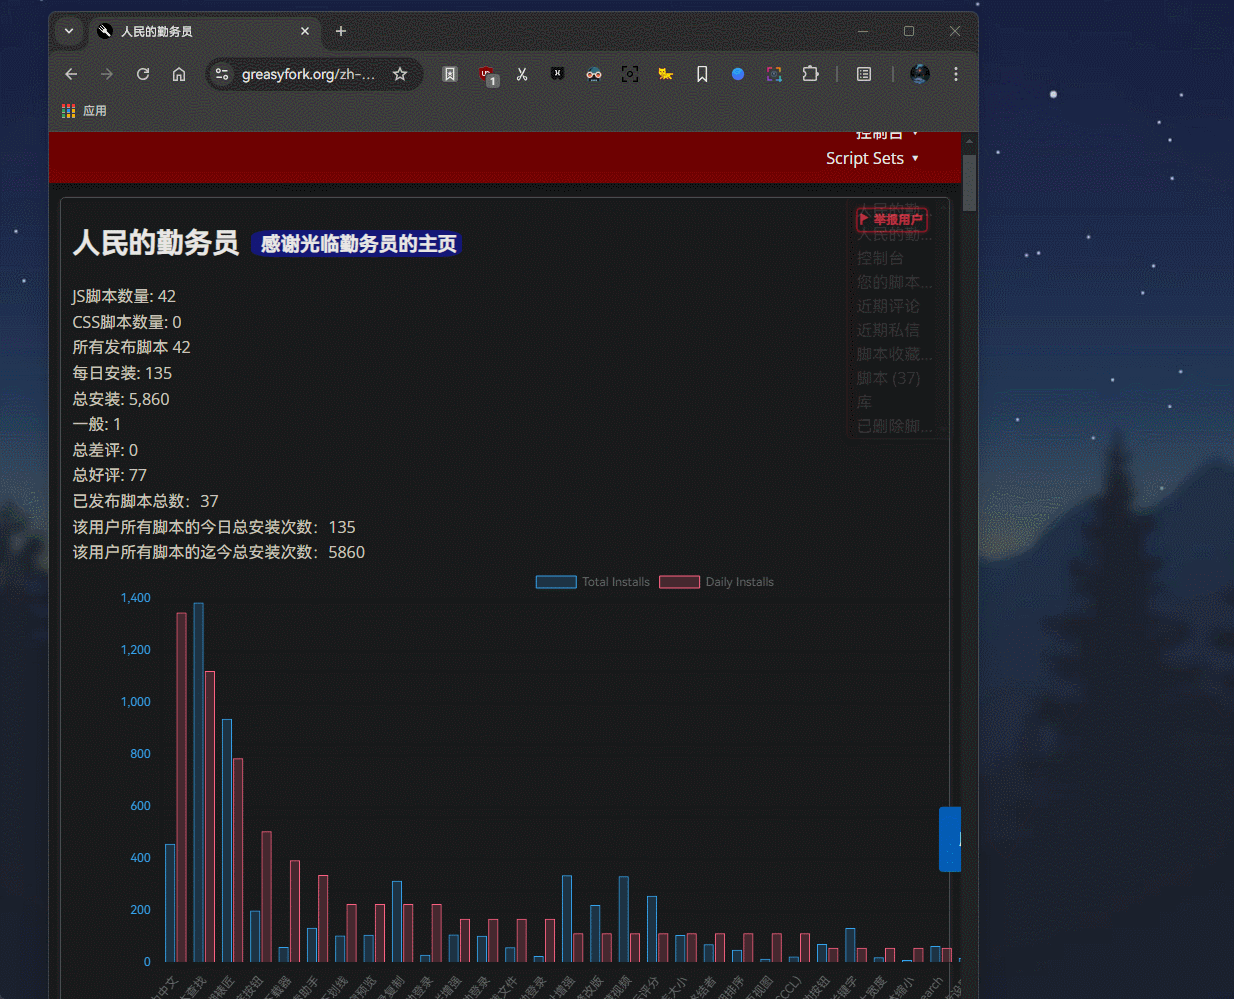 人民的勤务员
greasyfork.org/zh-...
1
应用
控制台
Script Sets
人民的勤务员
感谢光临勤务员的主页
举报用户
人民的勤...
控制台
您的脚本...
近期评论
近期私信
脚本收藏...
脚本 (37)
库
已删除脚...
JS脚本数量: 42
CSS脚本数量: 0
所有发布脚本 42
每日安装: 135
总安装: 5,860
一般: 1
总差评: 0
总好评: 77
已发布脚本总数：37
该用户所有脚本的今日总安装次数：135
该用户所有脚本的迄今总安装次数：5860
Total Installs
Daily Installs
1,400
1,200
1,000
800
600
400
200
0